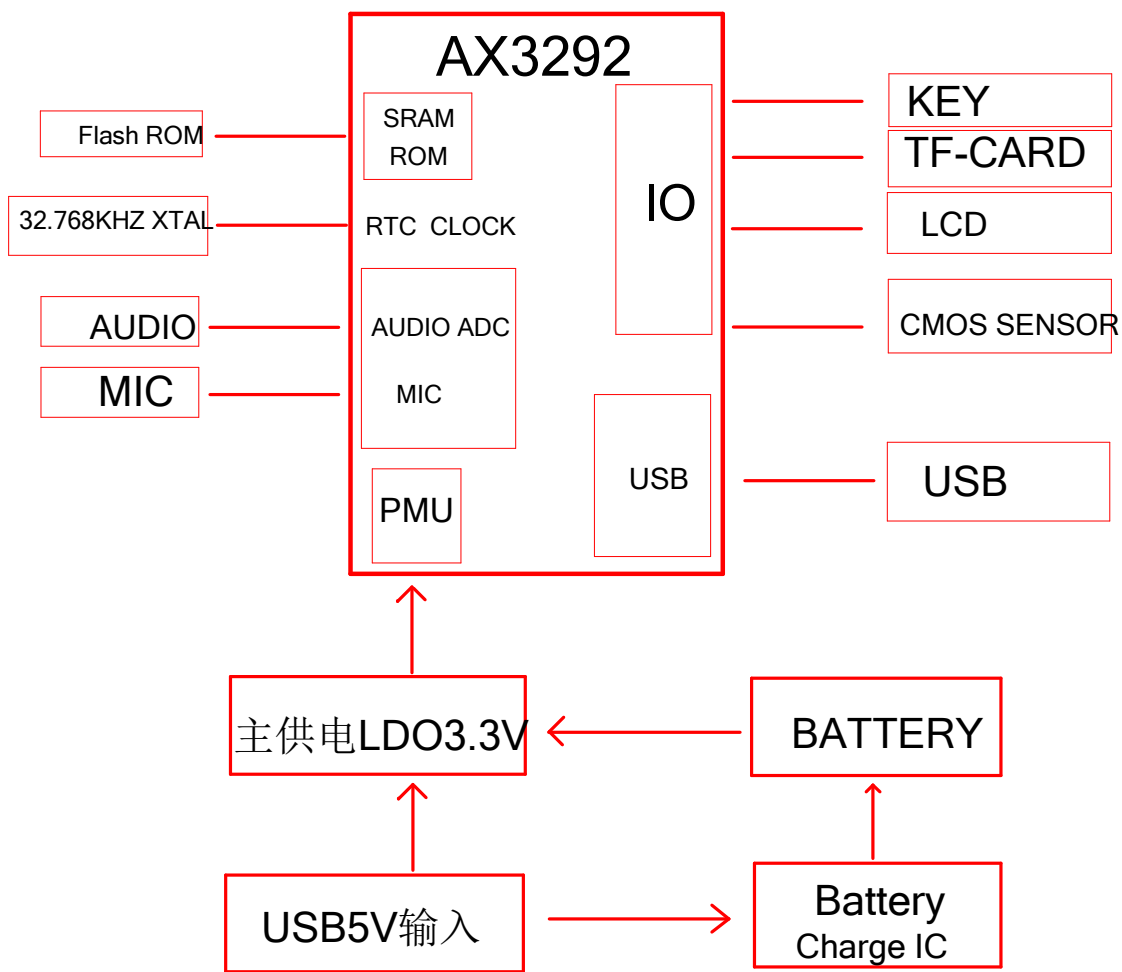 AX3292
Flash ROM
SRAM
ROM
32.768KHZ XTAL
RTC CLOCK
AUDIO
AUDIO ADC
MIC
MIC
PMU
IO
USB
KEY
TF-CARD
LCD
CMOS SENSOR
USB
主供电LDO3.3V
BATTERY
USB5V输入
Battery
Charge IC